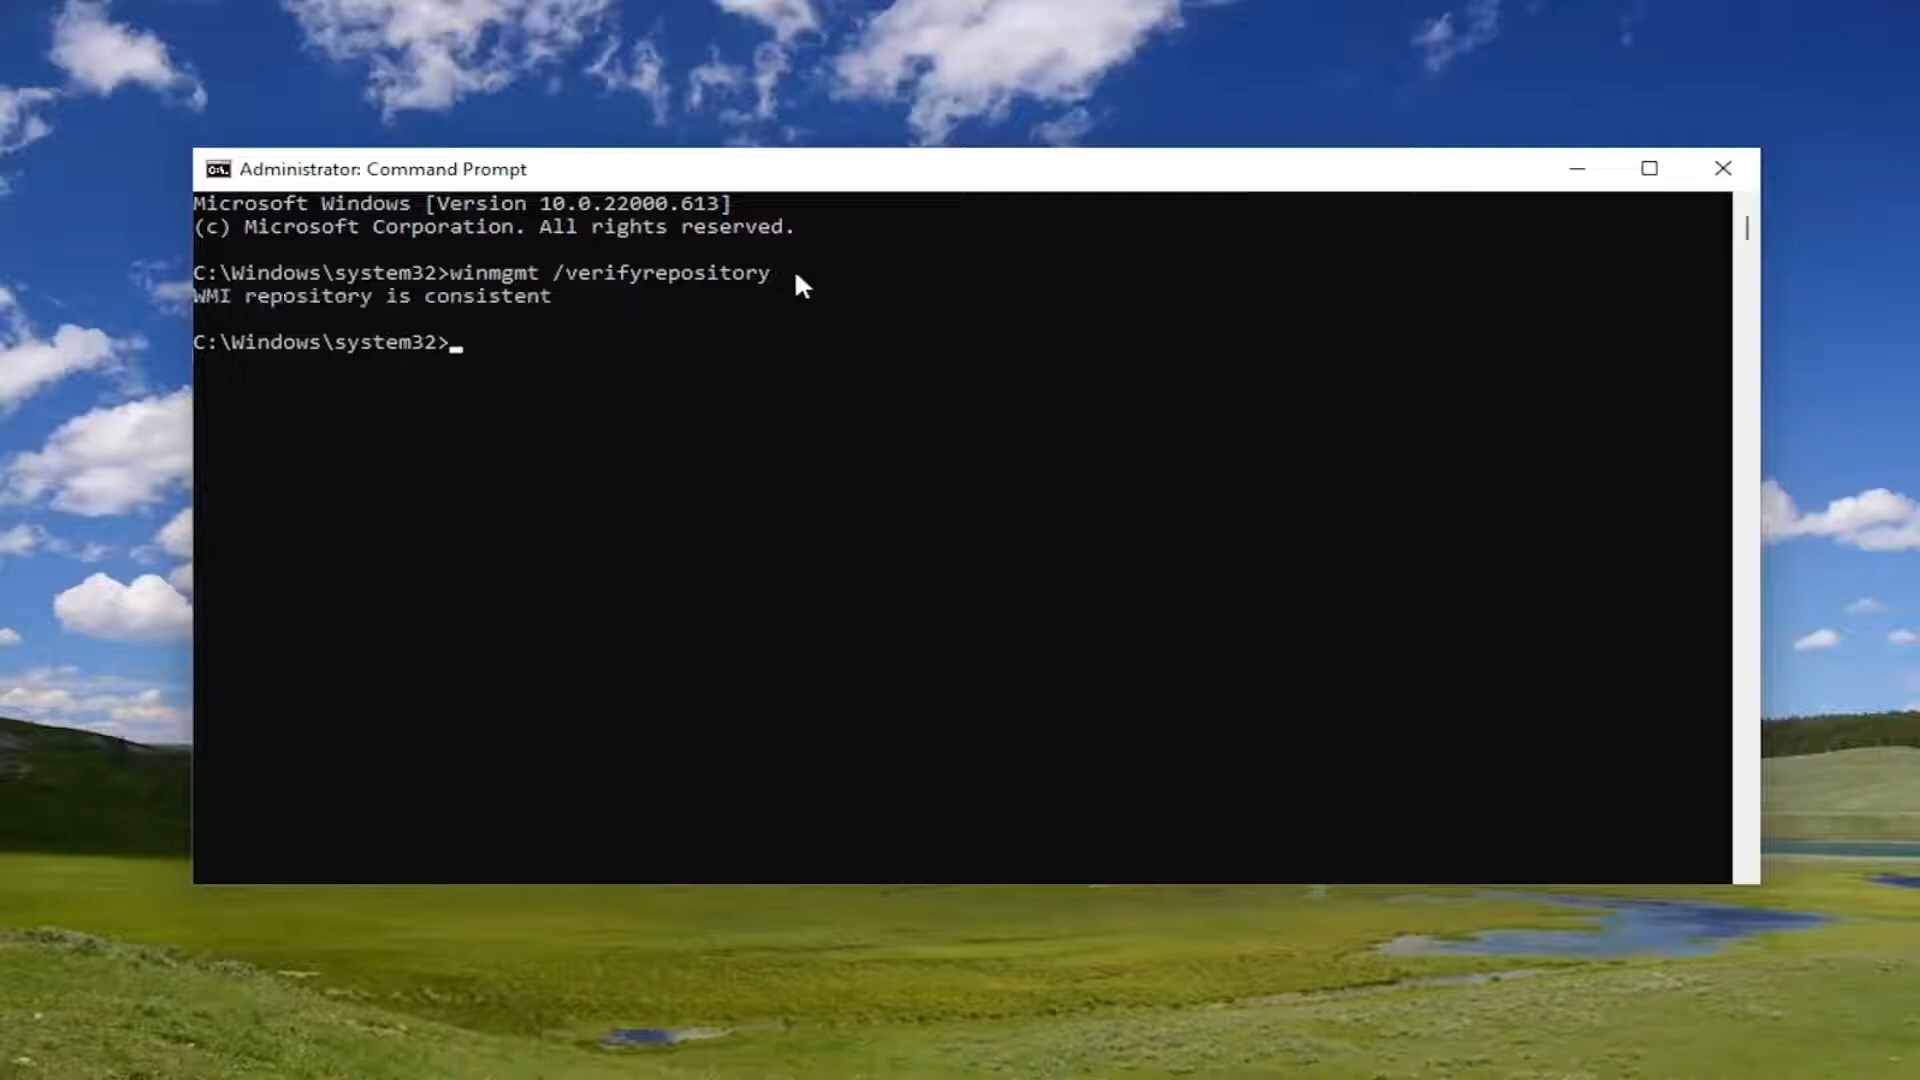 Administrator: Command Prompt
Microsoft Windows [Version 10.0.22000.613]
(c) Microsoft Corporation. All rights reserved.
C:\Windows\system32>winmgmt /verifyrepository
WMI repository is consistent
C:\Windows\system32>